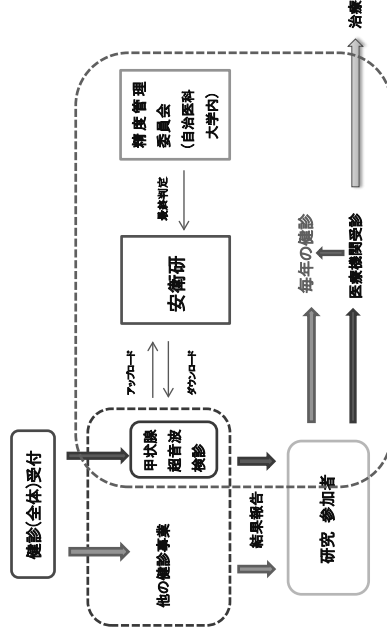 健診(全体)受付
他の健診事業
甲状腺
超音波
検診
アップロード
ダウンロード
安衛研
最終判定
精度管理
委員会
(自治医科
大学内)
結果報告
研究 参加者
毎年の健診
医療機関受診
治療